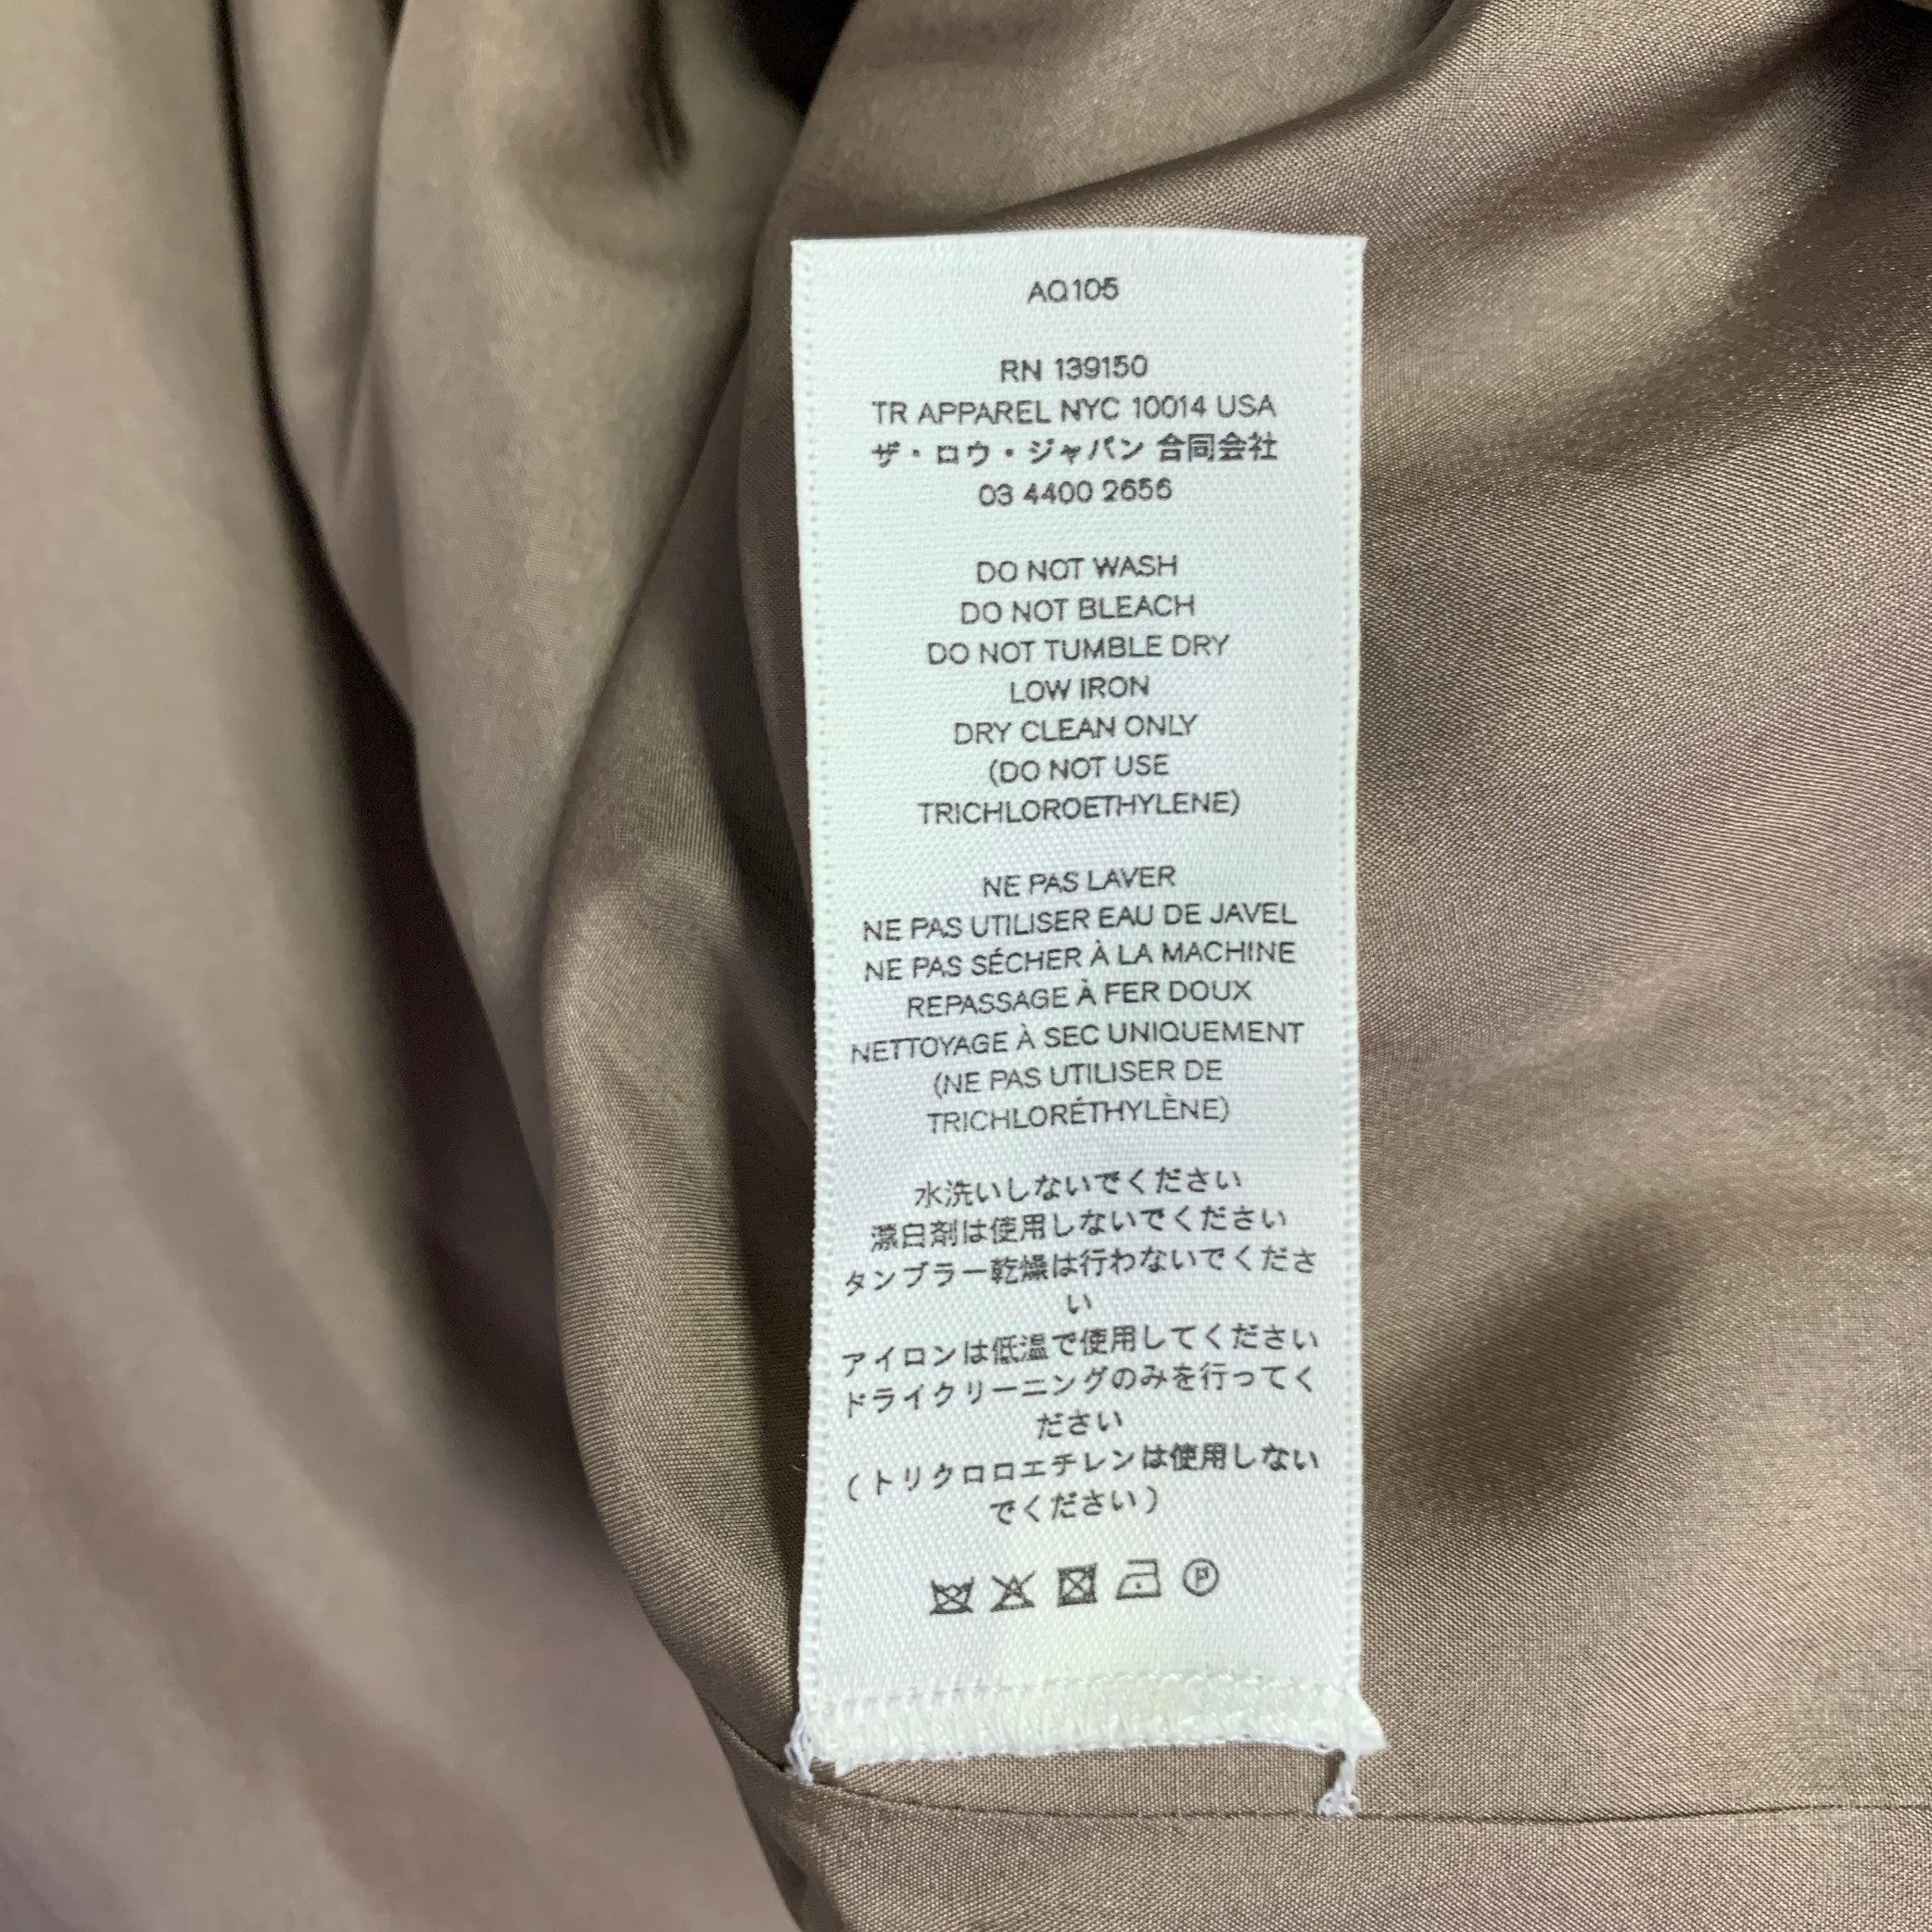 AQ105
RN 139150
TR APPAREL NYC 10014 USA
ザ・ロウ・ジャパン 合同会社
03 4400 2656
DO NOT WASH
DO NOT BLEACH
DO NOT TUMBLE DRY
LOW IRON
DRY CLEAN ONLY
(DO NOT USE
TRICHLOROETHYLENE)
NE PAS LAVER
NE PAS UTILISER EAU DE JAVEL
NE PAS SÉCHER À LA MACHINE
REPASSAGE À FER DOUX
NETTOYAGE À SEC UNIQUEMENT
(NE PAS UTILISER DE
TRICHLORÉTHYLÈNE)
水洗いしないでください
漂白剤は使用しないでください
タンブラー乾燥は行わないでくださ
い
アイロンは低温で使用してください
ドライクリーニングのみを行ってく
ださい
(トリクロロエチレンは使用しない
でください)
P